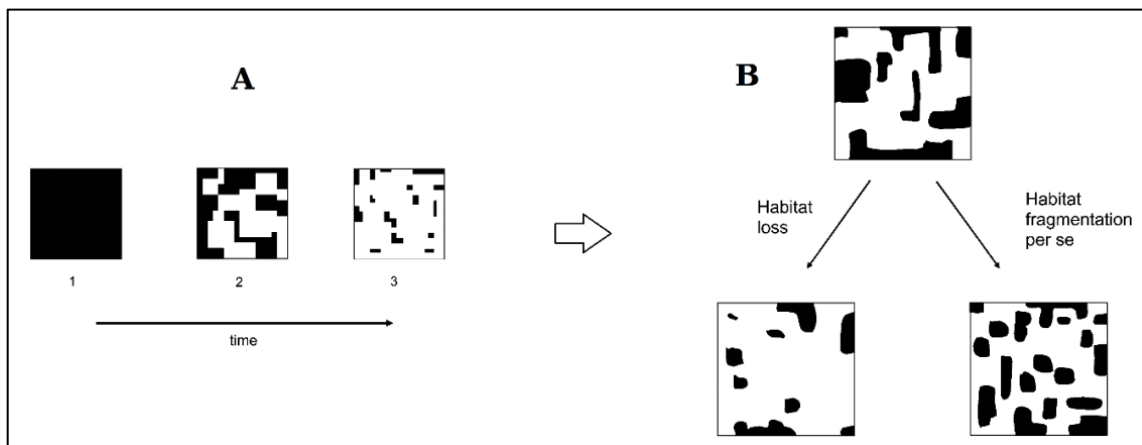 A
1
2
3
time
B
Habitat
loss
Habitat
fragmentation
per se